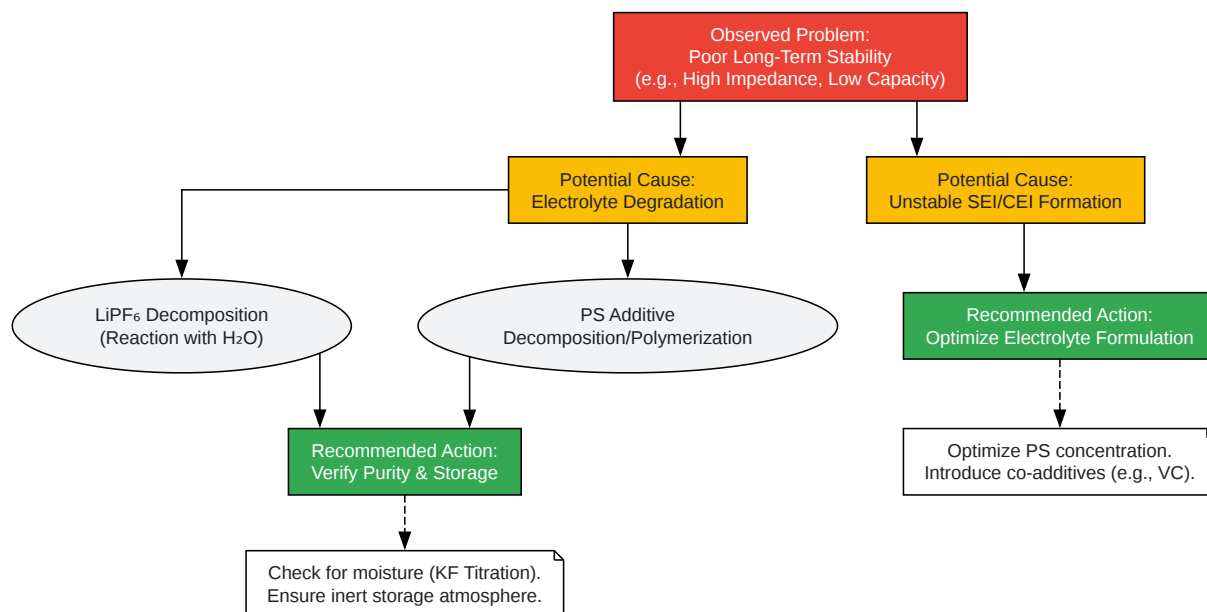 Observed Problem:
Poor Long-Term Stability
(e.g., High Impedance, Low Capacity)
Potential Cause:
Electrolyte Degradation
Potential Cause:
Unstable SEI/CEI Formation
LiPF₆ Decomposition
(Reaction with H₂O)
PS Additive
Decomposition/Polymerization
Recommended Action:
Optimize Electrolyte Formulation
Recommended Action:
Verify Purity & Storage
Optimize PS concentration.
Introduce co-additives (e.g., VC).
Check for moisture (KF Titration).
Ensure inert storage atmosphere.